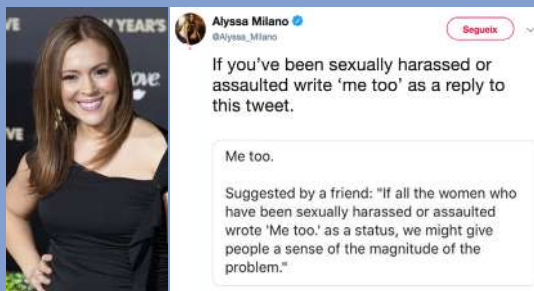 YEAR'S
ove
VE
VE
Alyssa Milano
@Alyssa_Milano
Segueix
If you've been sexually harassed or
assaulted write 'me too' as a reply to
this tweet.
Me too.
Suggested by a friend: "If all the women who
have been sexually harassed or assaulted
wrote 'Me too.' as a status, we might give
people a sense of the magnitude of the
problem."